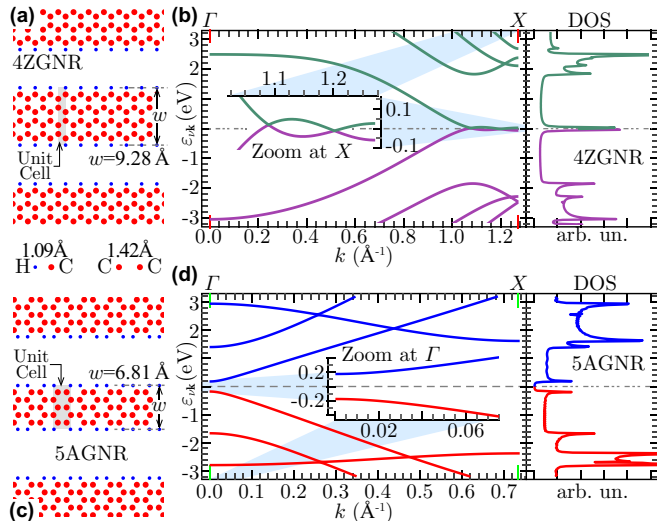 (a)
4ZGNR
w
Unit
Cell
w=9.28 Å
1.09Å 1.42Å
H C C C
Unit
Cell
w=6.81 Å
w
5AGNR
(c)
(b) Γ X DOS
ε_νk (eV)
3
2
1
0
-1
-2
-3
1.1 1.2
0.1
-0.1
Zoom at X
4ZGNR
0.0 0.2 0.4 0.6 0.8 1.0 1.2
k (Å⁻¹)
arb. un.
(d) Γ X DOS
ε_νk (eV)
3
2
1
0
-1
-2
-3
Zoom at Γ
0.2
-0.2
0.02 0.06
5AGNR
0.0 0.1 0.2 0.3 0.4 0.5 0.6 0.7
k (Å⁻¹)
arb. un.